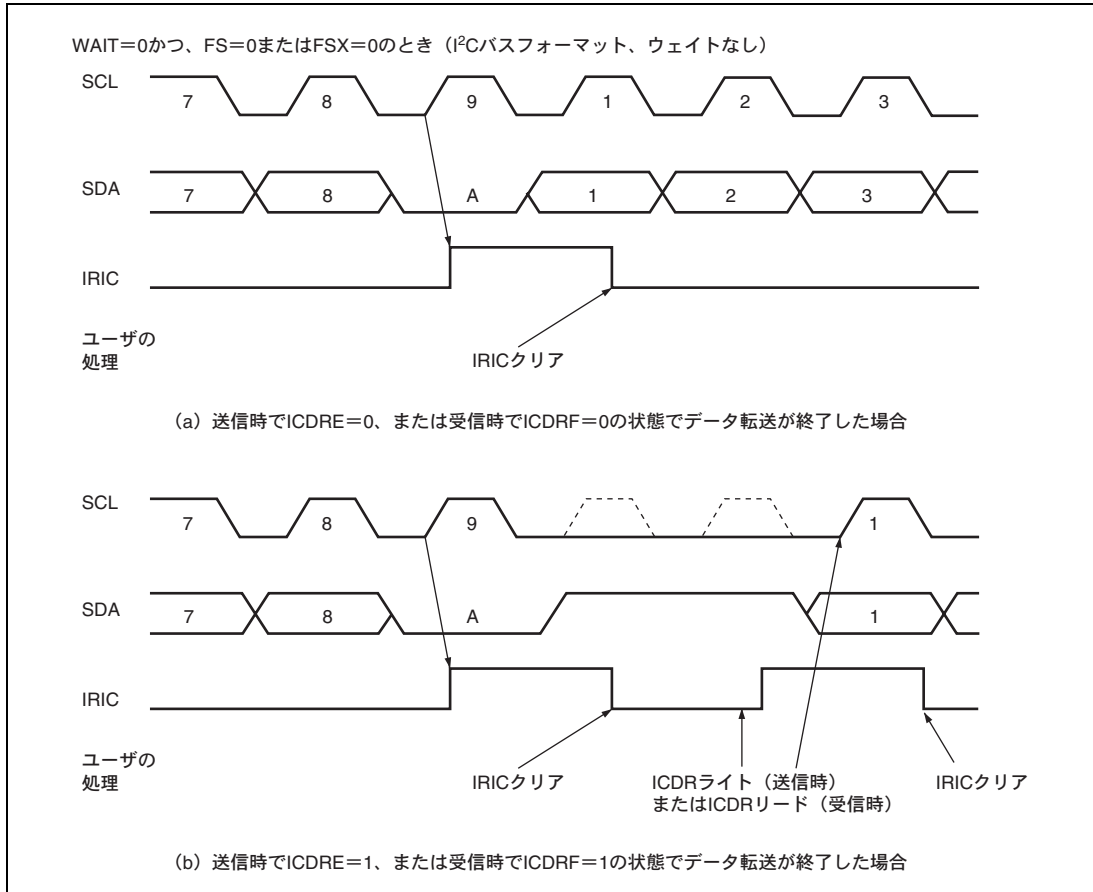 WAIT=0かつ、FS=0またはFSX=0のとき（I²Cバスフォーマット、ウェイトなし）
SCL
7 8 9 1 2 3
SDA
7 8 A 1 2 3
IRIC
ユーザの
処理
IRICクリア
（a）送信時でICDRE=0、または受信時でICDRF=0の状態でデータ転送が終了した場合
SCL
7 8 9 1
SDA
7 8 A 1
IRIC
ユーザの
処理
IRICクリア ICDRライト（送信時） IRICクリア
またはICDRリード（受信時）
（b）送信時でICDRE=1、または受信時でICDRF=1の状態でデータ転送が終了した場合